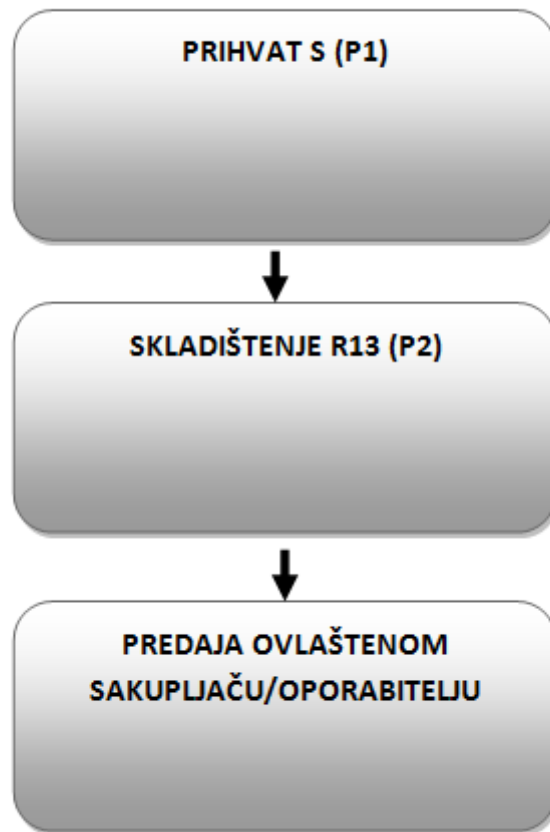 PRIHVAT S (P1)
SKLADIŠTENJE R13 (P2)
PREDAJA OVLAŠTENOM
SAKUPLJAČU/OPORABITELJU